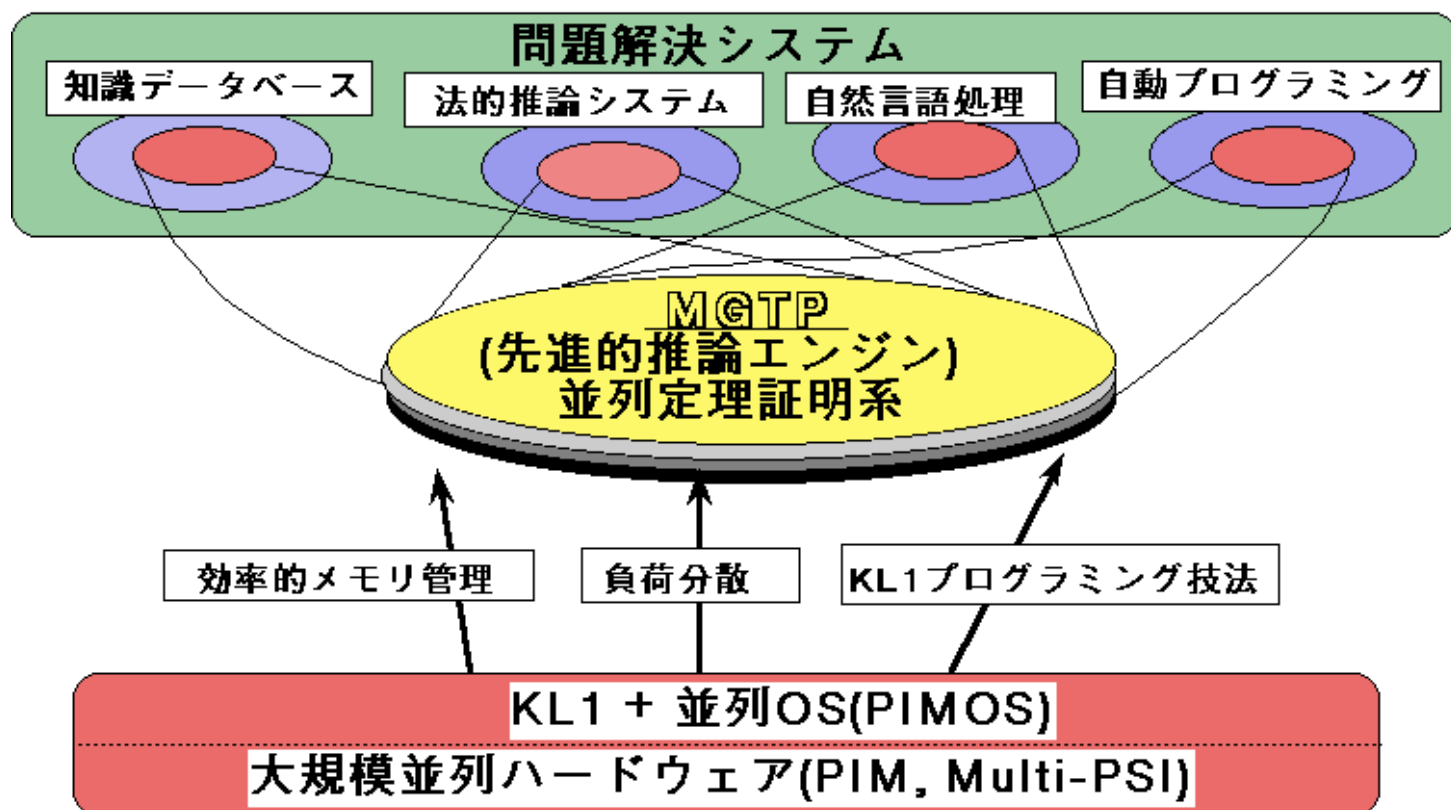 問題解決システム
知識データベース
法的推論システム
自然言語処理
自動プログラミング
MGTP
(先進的推論エンジン)
並列定理証明系
効率的メモリ管理
負荷分散
KL1プログラミング技法
KL1 + 並列OS(PIMOS)
大規模並列ハードウェア(PIM, Multi-PSI)